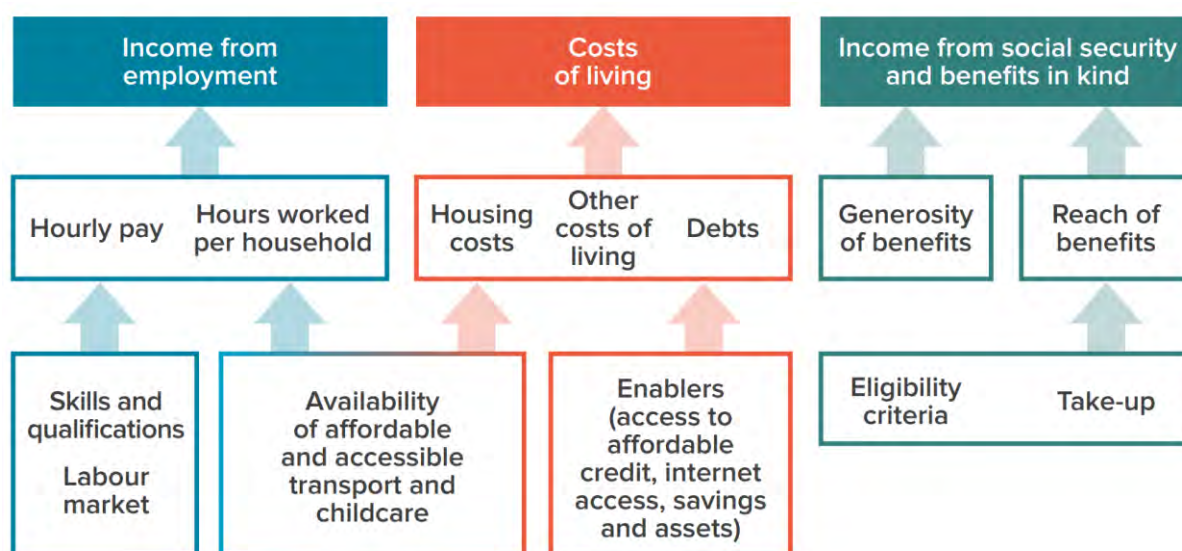 Income from
employment
Costs
of living
Income from social security
and benefits in kind
Hourly pay
Hours worked
per household
Housing
costs
Other
costs of
living
Debts
Generosity
of benefits
Reach of
benefits
Skills and
qualifications
Labour
market
Availability
of affordable
and accessible
transport and
childcare
Enablers
(access to
affordable
credit, internet
access, savings
and assets)
Eligibility
criteria
Take-up